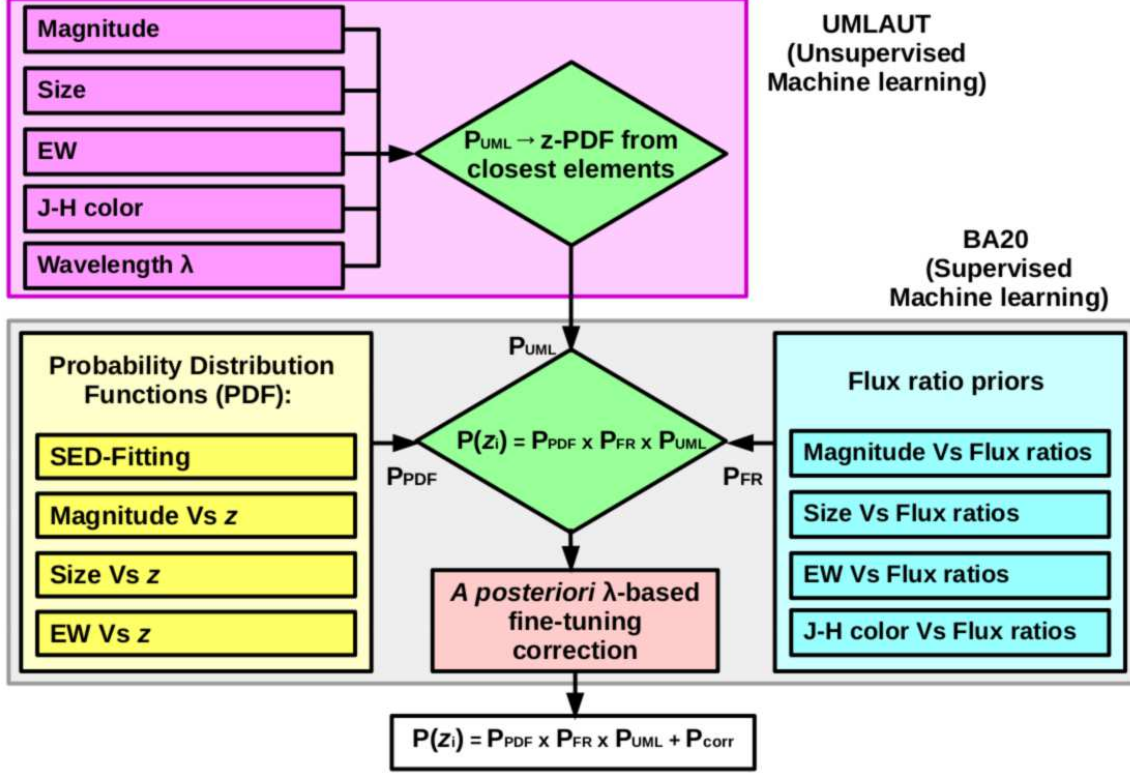 Magnitude
Size
EW
J-H color
Wavelength λ
PUML → z-PDF from
closest elements
UMLAUT
(Unsupervised
Machine learning)
BA20
(Supervised
Machine learning)
PUML
Probability Distribution
Functions (PDF):
SED-Fitting
Magnitude Vs z
Size Vs z
EW Vs z
PPDF
P(zi) = PPDF x PFR x PUML
PFR
Flux ratio priors
Magnitude Vs Flux ratios
Size Vs Flux ratios
EW Vs Flux ratios
J-H color Vs Flux ratios
A posteriori λ-based
fine-tuning
correction
P(zi) = PPDF x PFR x PUML + Pcorr